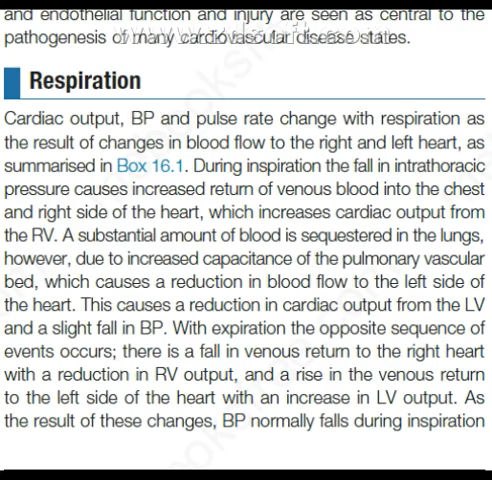 and endothelial function and injury are seen as central to the
pathogenesis of many cardiovascular disease states.
Respiration
Cardiac output, BP and pulse rate change with respiration as
the result of changes in blood flow to the right and left heart, as
summarised in Box 16.1. During inspiration the fall in intrathoracic
pressure causes increased return of venous blood into the chest
and right side of the heart, which increases cardiac output from
the RV. A substantial amount of blood is sequestered in the lungs,
however, due to increased capacitance of the pulmonary vascular
bed, which causes a reduction in blood flow to the left side of
the heart. This causes a reduction in cardiac output from the LV
and a slight fall in BP. With expiration the opposite sequence of
events occurs; there is a fall in venous return to the right heart
with a reduction in RV output, and a rise in the venous return
to the left side of the heart with an increase in LV output. As
the result of these changes, BP normally falls during inspiration